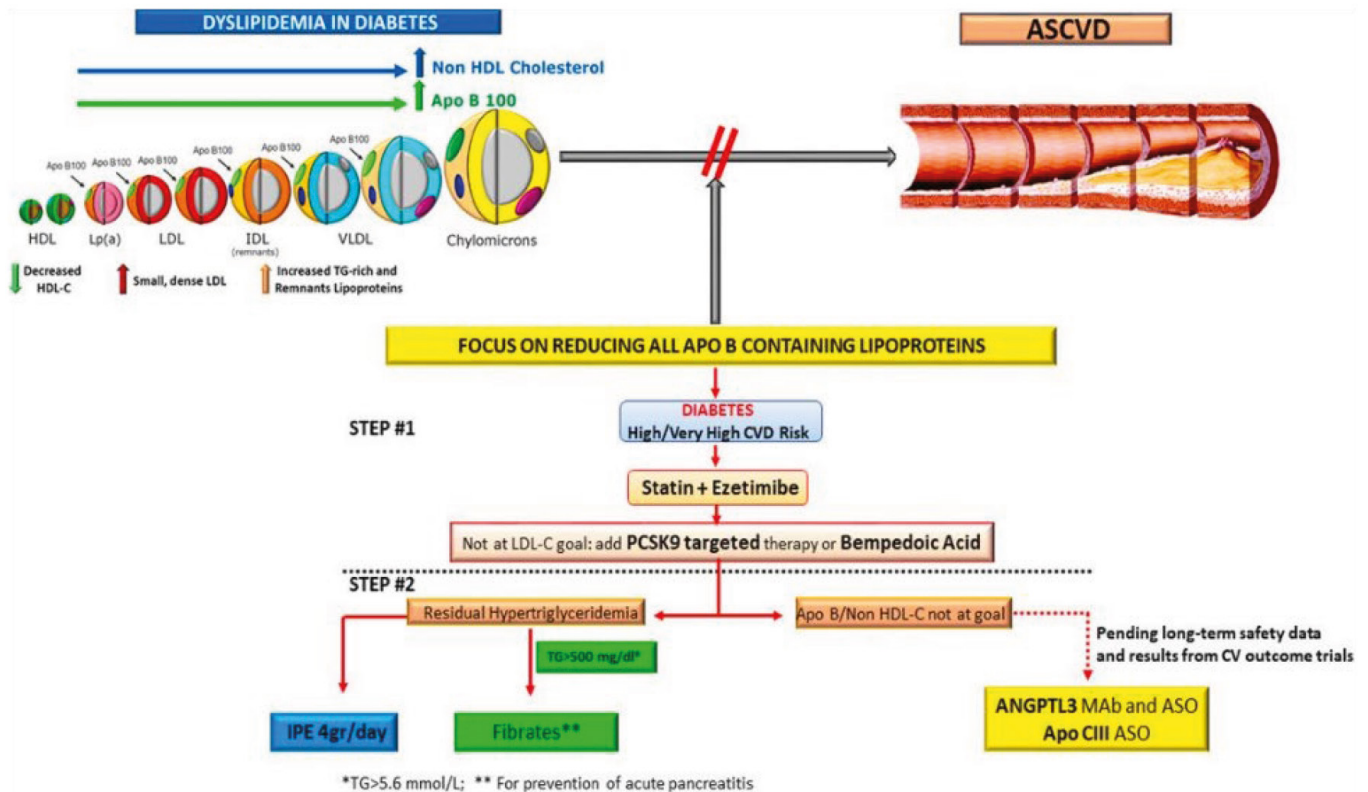 DYSLIPIDEMIA IN DIABETES
ASCVD
Non HDL Cholesterol
Apo B 100
Apo B100
Apo B100
Apo B100
Apo B100
Apo B100
Apo B100
HDL
Lp(a)
LDL
IDL
(remnants)
VLDL
Chylomicrons
Decreased
HDL-C
Small, dense LDL
Increased TG-rich and
Remnants Lipoproteins
FOCUS ON REDUCING ALL APO B CONTAINING LIPOPROTEINS
STEP #1
DIABETES
High/Very High CVD Risk
Statin + Ezetimibe
Not at LDL-C goal: add PCSK9 targeted therapy or Bempedoic Acid
STEP #2
Residual Hypertriglyceridemia
Apo B/Non HDL-C not at goal
TG>500 mg/dl*
Pending long-term safety data
and results from CV outcome trials
IPE 4gr/day
Fibrates**
ANGPTL3 MAb and ASO
Apo CIII ASO
*TG>5.6 mmol/L; ** For prevention of acute pancreatitis